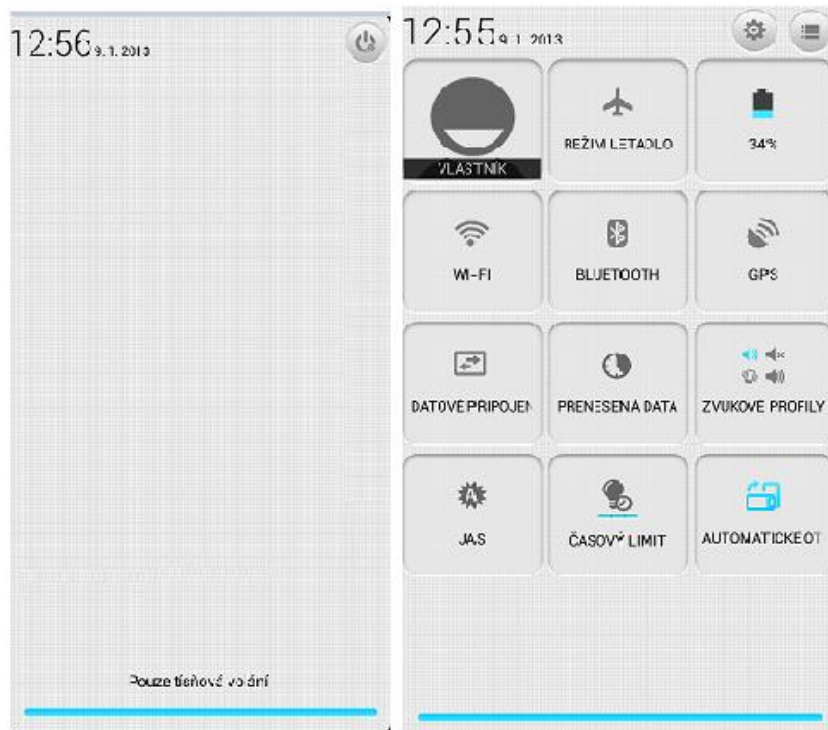 12:56 9. 1. 2013
Pouze tísňová volání
12:55 9. 1. 2013
VLASTNÍK
REŽIM LETADLO
34%
WI-FI
BLUETOOTH
GPS
DATOVÉ PŘIPOJEN
PRENESENÁ DATA
ZVUKOVÉ PROFILY
JAS
ČASOVÝ LIMIT
AUTOMATICKÉ OT